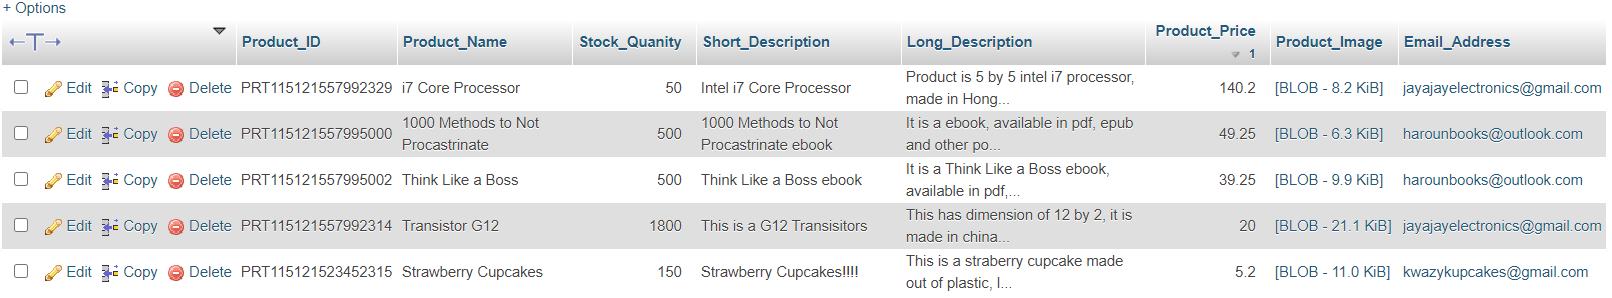 + Options
←T→ Product_ID Product_Name Stock_Quanity Short_Description Long_Description Product_Price 1 Product_Image Email_Address
Edit Copy Delete PRT115121557992329 i7 Core Processor 50 Intel i7 Core Processor Product is 5 by 5 intel i7 processor, made in Hong... 140.2 [BLOB - 8.2 KiB] jayajayelectronics@gmail.com
Edit Copy Delete PRT115121557995000 1000 Methods to Not Procastrinate 500 1000 Methods to Not Procastrinate ebook It is a ebook, available in pdf, epub and other po... 49.25 [BLOB - 6.3 KiB] harounbooks@outlook.com
Edit Copy Delete PRT115121557995002 Think Like a Boss 500 Think Like a Boss ebook It is a Think Like a Boss ebook, available in pdf,... 39.25 [BLOB - 9.9 KiB] harounbooks@outlook.com
Edit Copy Delete PRT115121557992314 Transistor G12 1800 This is a G12 Transisitors This has dimension of 12 by 2, it is made in china... 20 [BLOB - 21.1 KiB] jayajayelectronics@gmail.com
Edit Copy Delete PRT115121523452315 Strawberry Cupcakes 150 Strawberry Cupcakes!!!! This is a straberry cupcake made out of plastic, I... 5.2 [BLOB - 11.0 KiB] kwazykupcakes@gmail.com